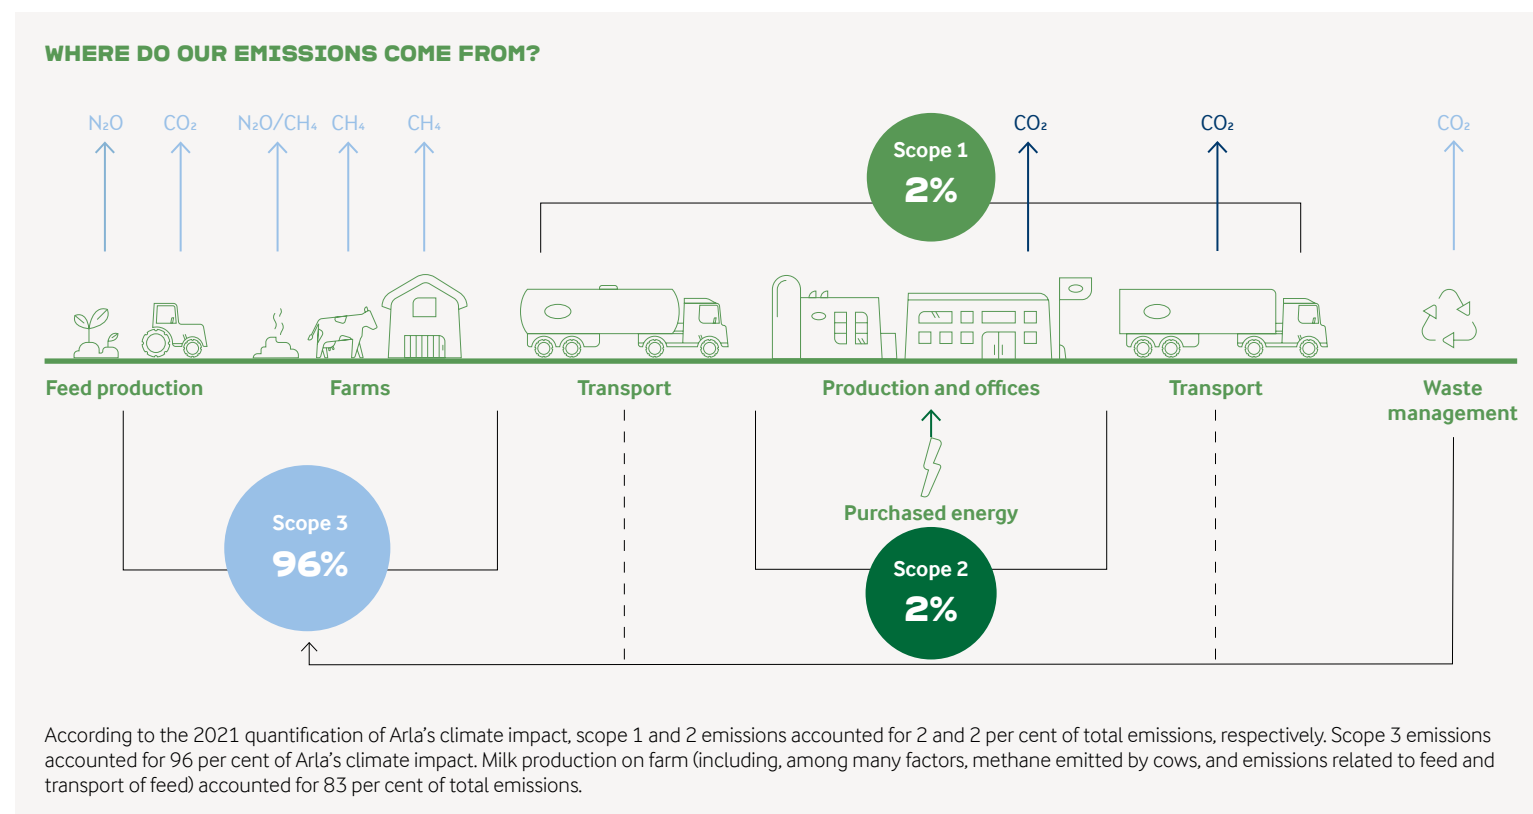 WHERE DO OUR EMISSIONS COME FROM?
N₂O
CO₂
N₂O/CH₄
CH₄
CH₄
Scope 1
2%
CO₂
CO₂
CO₂
Feed production
Farms
Transport
Production and offices
Transport
Waste
management
Purchased energy
Scope 3
96%
Scope 2
2%
According to the 2021 quantification of Arla’s climate impact, scope 1 and 2 emissions accounted for 2 and 2 per cent of total emissions, respectively. Scope 3 emissions
accounted for 96 per cent of Arla’s climate impact. Milk production on farm (including, among many factors, methane emitted by cows, and emissions related to feed and
transport of feed) accounted for 83 per cent of total emissions.